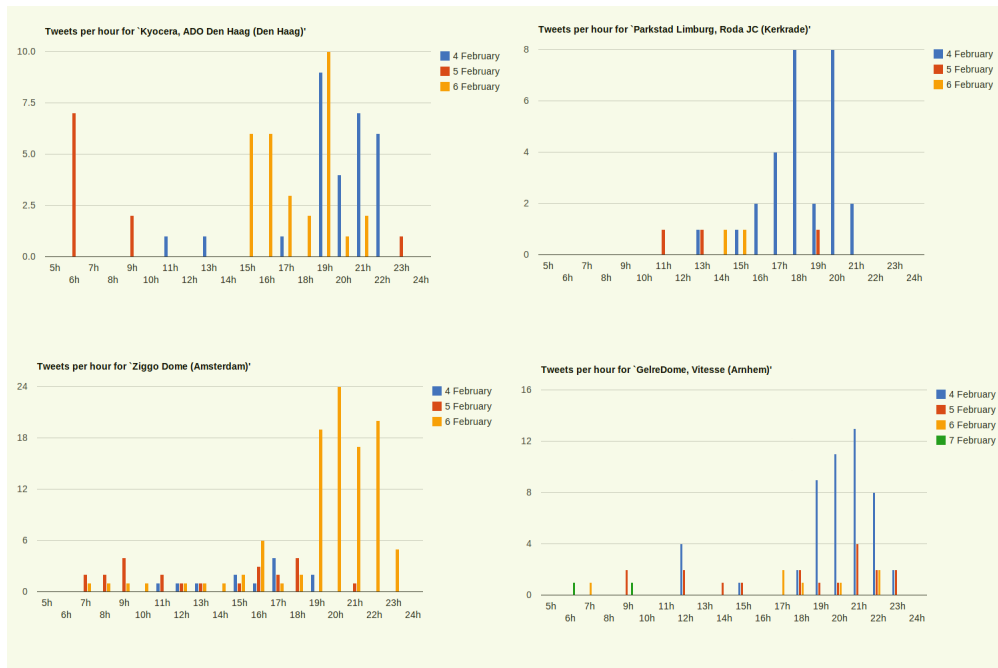 Tweets per hour for `Kyocera, ADO Den Haag (Den Haag)'
10.0
7.5
5.0
2.5
0.0
5h 7h 9h 11h 13h 15h 17h 19h 21h 23h
6h 8h 10h 12h 14h 16h 18h 20h 22h 24h
4 February
5 February
6 February
Tweets per hour for `Parkstad Limburg, Roda JC (Kerkrade)'
8
6
4
2
0
5h 7h 9h 11h 13h 15h 17h 19h 21h 23h
6h 8h 10h 12h 14h 16h 18h 20h 22h 24h
4 February
5 February
6 February
Tweets per hour for `Ziggo Dome (Amsterdam)'
24
18
12
6
0
5h 7h 9h 11h 13h 15h 17h 19h 21h 23h
6h 8h 10h 12h 14h 16h 18h 20h 22h 24h
4 February
5 February
6 February
Tweets per hour for `GelreDome, Vitesse (Arnhem)'
16
12
8
4
0
5h 7h 9h 11h 13h 15h 17h 19h 21h 23h
6h 8h 10h 12h 14h 16h 18h 20h 22h 24h
4 February
5 February
6 February
7 February